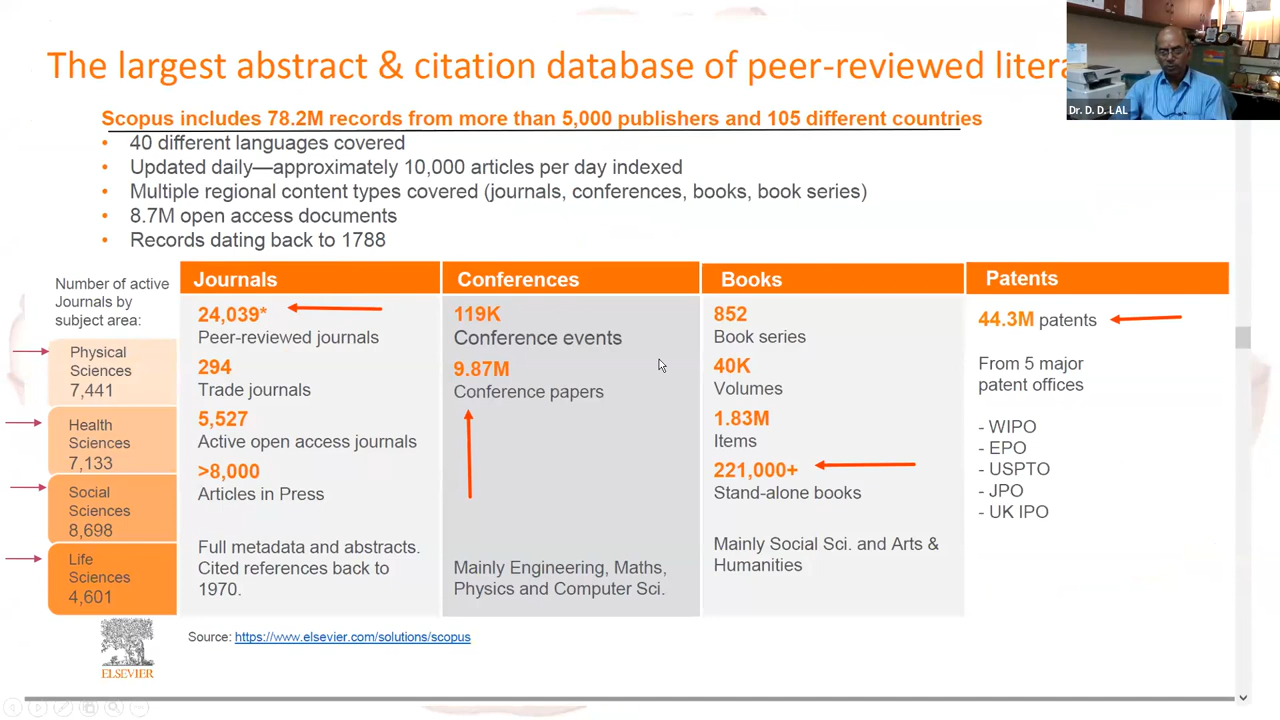 The largest abstract & citation database of peer-reviewed litera
Dr. D. D. LAL
Scopus includes 78.2M records from more than 5,000 publishers and 105 different countries
• 40 different languages covered
• Updated daily—approximately 10,000 articles per day indexed
• Multiple regional content types covered (journals, conferences, books, book series)
• 8.7M open access documents
• Records dating back to 1788
Number of active
Journals by
subject area:
Physical
Sciences
7,441
Health
Sciences
7,133
Social
Sciences
8,698
Life
Sciences
4,601
Journals
24,039*
Peer-reviewed journals
294
Trade journals
5,527
Active open access journals
>8,000
Articles in Press
Full metadata and abstracts.
Cited references back to
1970.
Conferences
119K
Conference events
9.87M
Conference papers
Mainly Engineering, Maths,
Physics and Computer Sci.
Books
852
Book series
40K
Volumes
1.83M
Items
221,000+
Stand-alone books
Mainly Social Sci. and Arts &
Humanities
Patents
44.3M patents
From 5 major
patent offices
- WIPO
- EPO
- USPTO
- JPO
- UK IPO
ELSEVIER
Source: https://www.elsevier.com/solutions/scopus